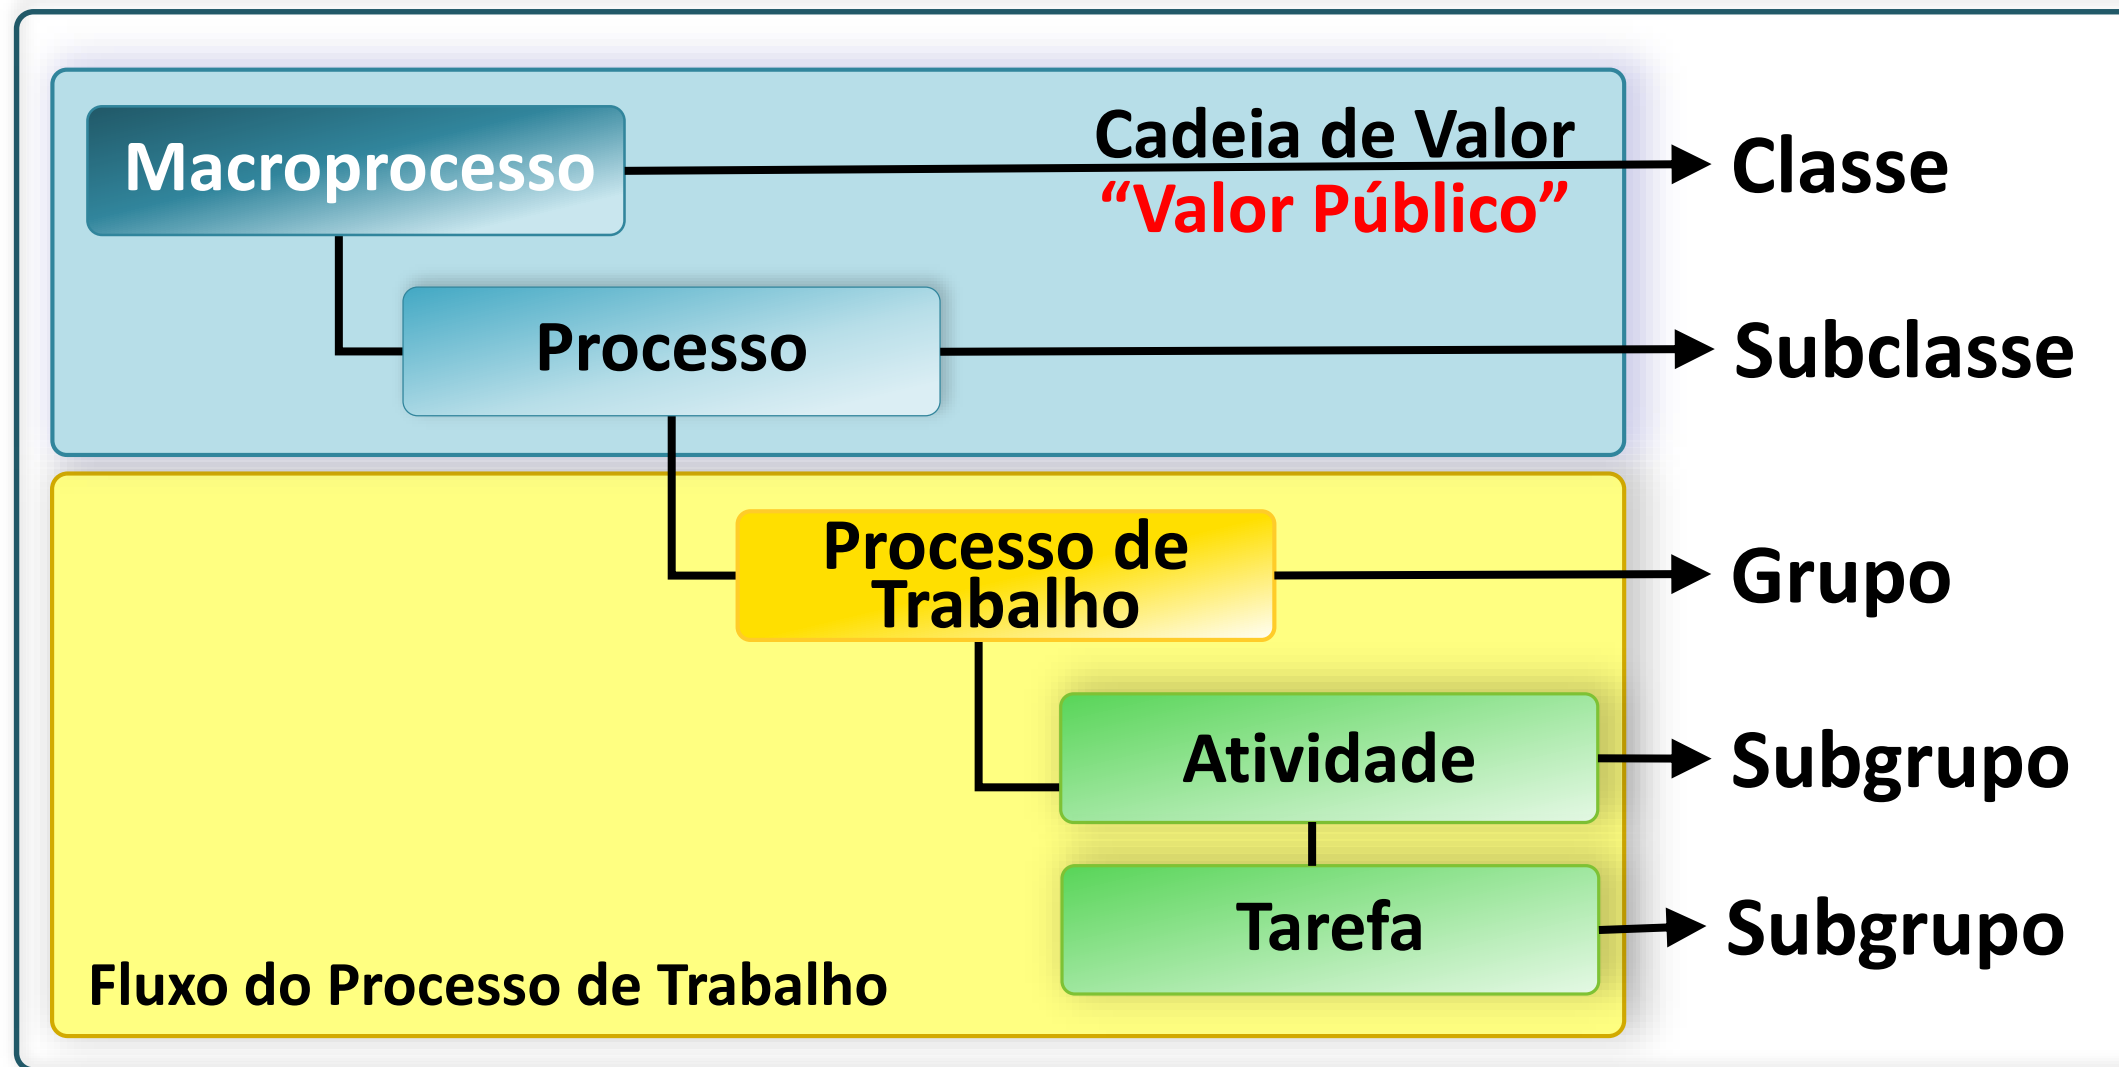 Macroprocesso
Cadeia de Valor
“Valor Público”
Classe
Processo
Subclasse
Processo de
Trabalho
Grupo
Atividade
Subgrupo
Tarefa
Subgrupo
Fluxo do Processo de Trabalho